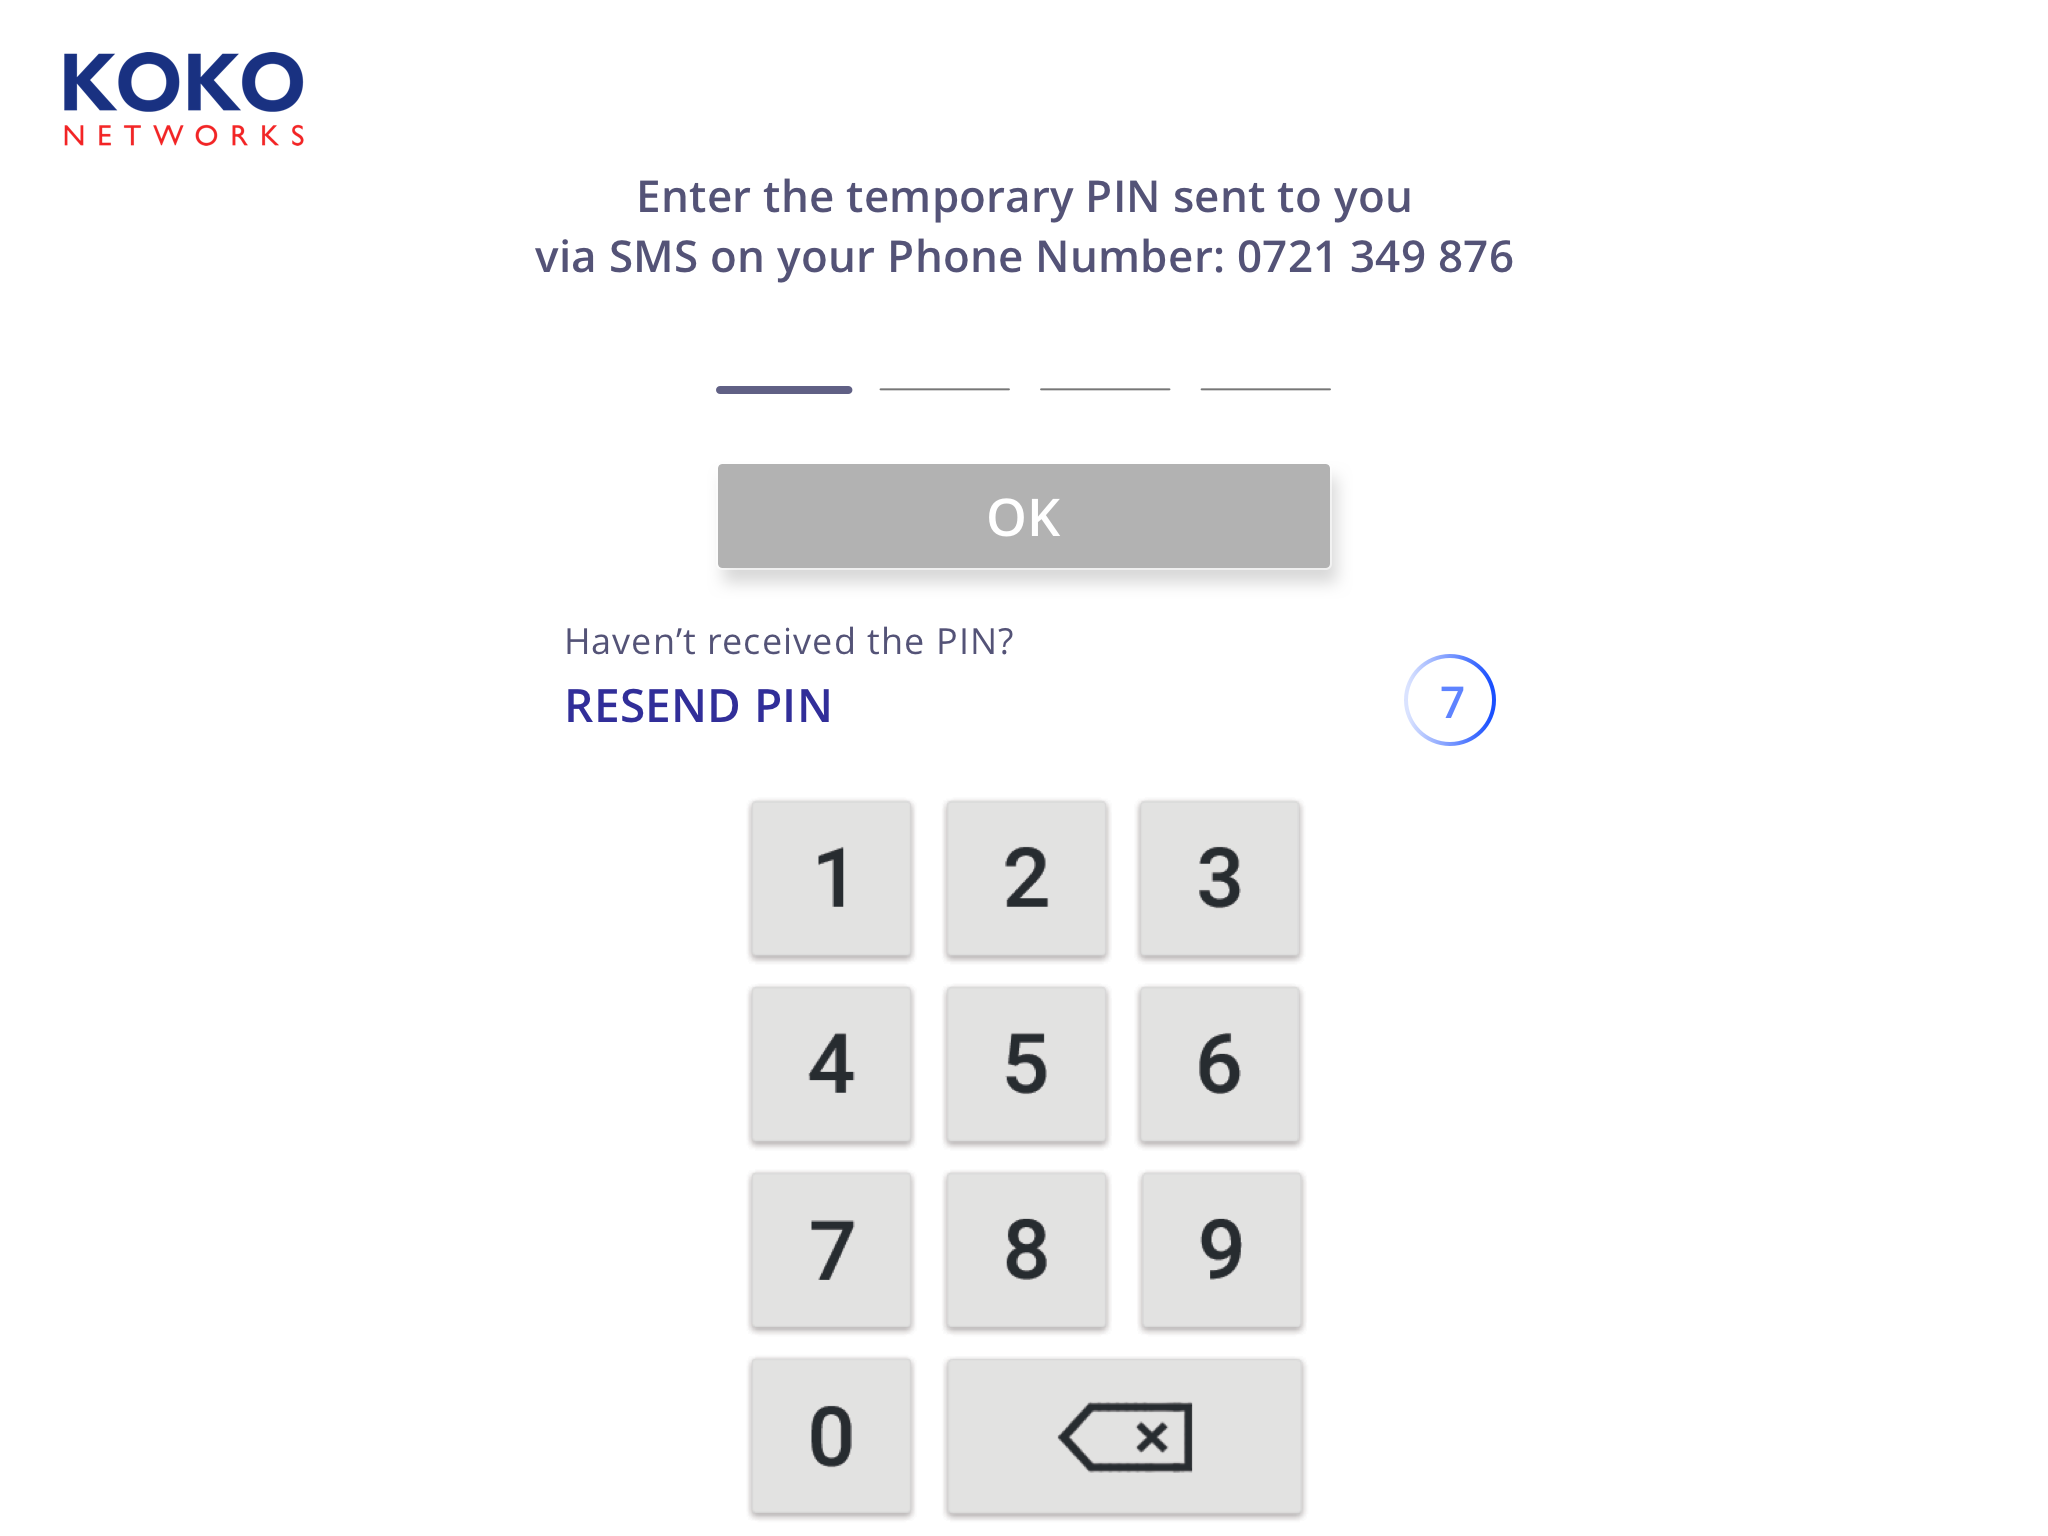 KOKO
NETWORKS
Enter the temporary PIN sent to you
via SMS on your Phone Number: 0721 349 876
OK
Haven’t received the PIN?
RESEND PIN
7
1 2 3
4 5 6
7 8 9
0